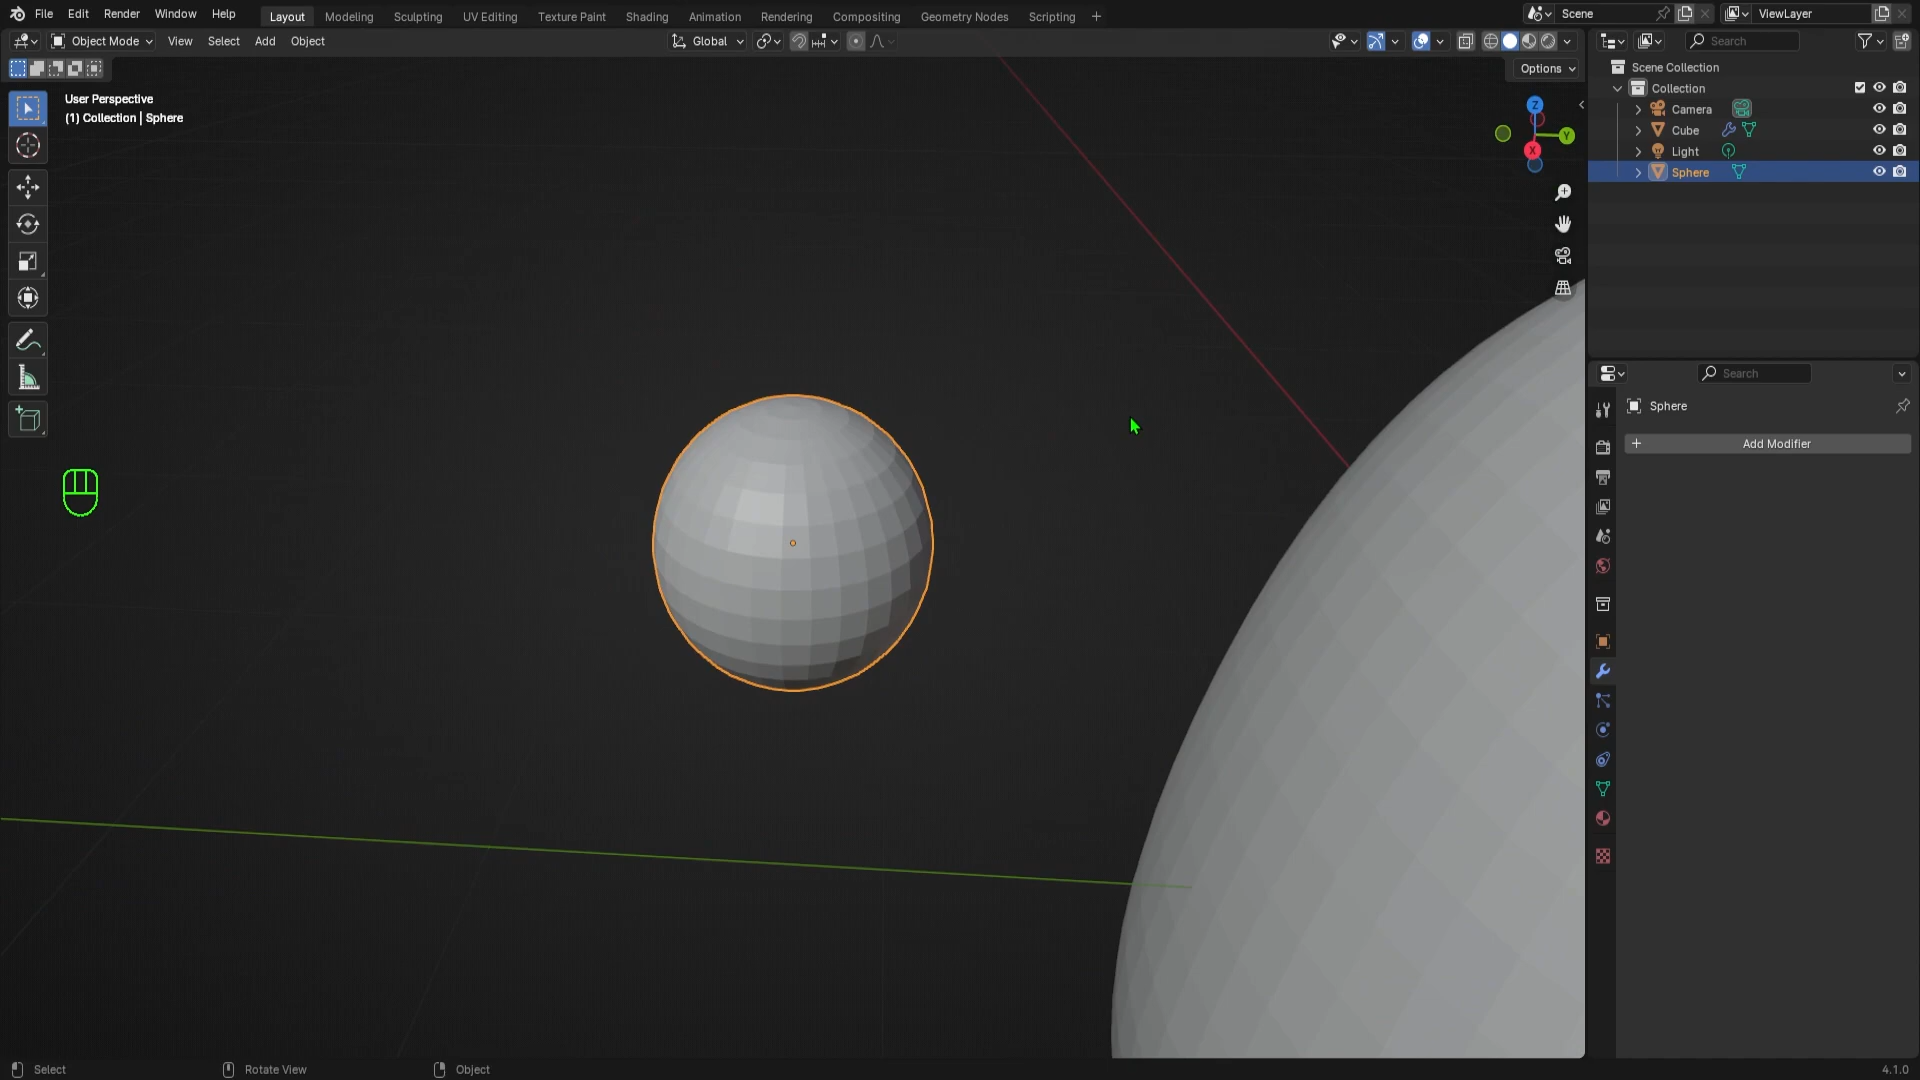 File Edit Render Window Help
Layout Modeling Sculpting UV Editing Texture Paint Shading Animation Rendering Compositing Geometry Nodes Scripting +
Scene
ViewLayer
Object Mode View Select Add Object
Global
Search
Options
User Perspective
(1) Collection | Sphere
Z
Y
X
Scene Collection
Collection
Camera
Cube
Light
Sphere
Search
Sphere
+ Add Modifier
Select
Rotate View
Object
4.1.0